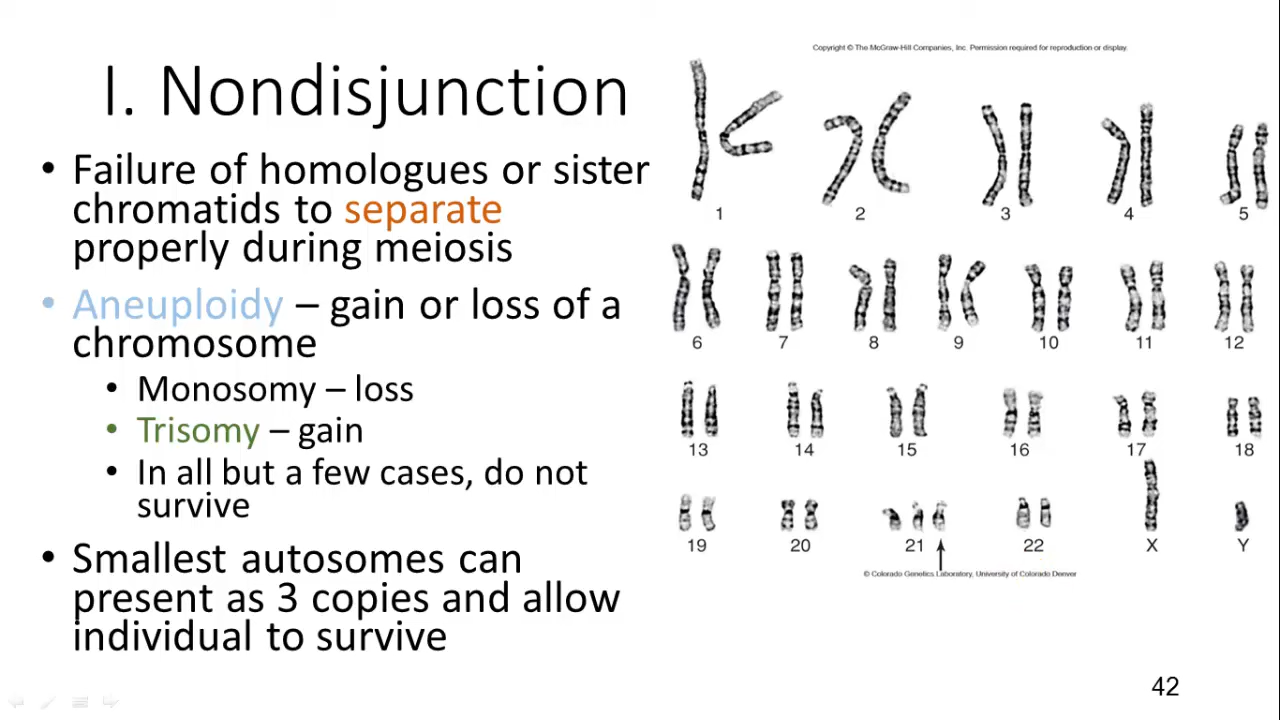 Copyright © The McGraw-Hill Companies, Inc. Permission required for reproduction or display.
I. Nondisjunction
• Failure of homologues or sister
chromatids to separate
properly during meiosis
• Aneuploidy – gain or loss of a
chromosome
• Monosomy – loss
• Trisomy – gain
• In all but a few cases, do not
survive
• Smallest autosomes can
present as 3 copies and allow
individual to survive
1 2 3 4 5
6 7 8 9 10 11 12
13 14 15 16 17 18
19 20 21 22 X Y
© Colorado Genetics Laboratory, University of Colorado Denver
42